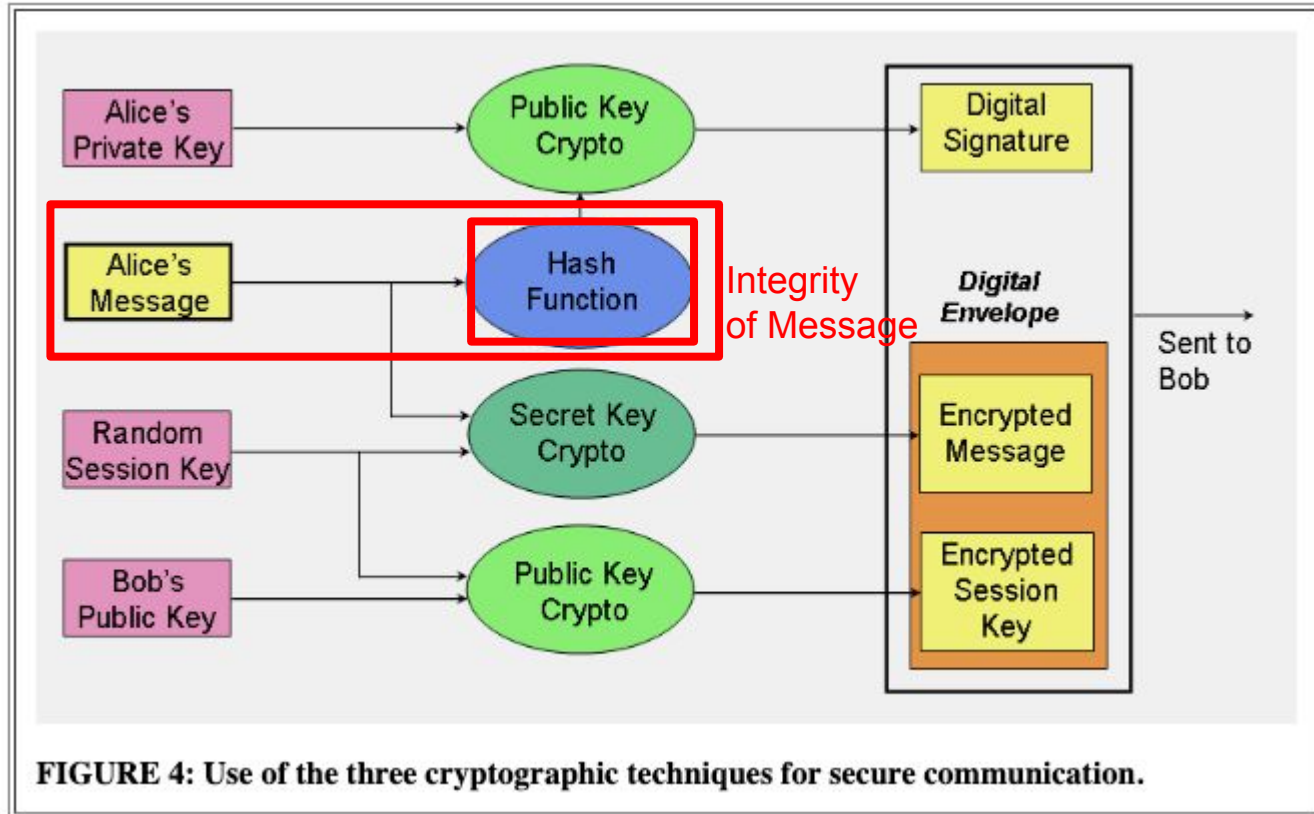 Alice's
Private Key
Public Key
Crypto
Digital
Signature
Alice's
Message
Hash
Function
Integrity
of Message
Digital
Envelope
Sent to
Bob
Random
Session Key
Secret Key
Crypto
Encrypted
Message
Bob's
Public Key
Public Key
Crypto
Encrypted
Session
Key
FIGURE 4: Use of the three cryptographic techniques for secure communication.